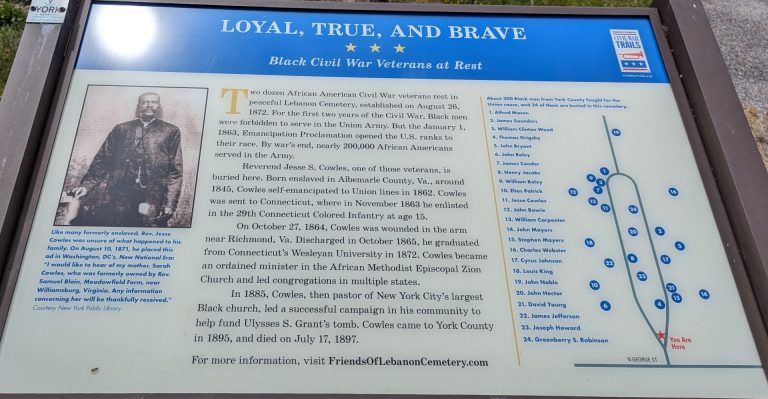 YORK
LOYAL, TRUE, AND BRAVE
Black Civil War Veterans at Rest
CIVIL WAR
TRAILS
Two dozen African American Civil War veterans rest in
peaceful Lebanon Cemetery, established on August 26,
1872. For the first two years of the Civil War, Black men
were forbidden to serve in the Union Army. But the January 1,
1863, Emancipation Proclamation opened the U.S. ranks to
their race. By war's end, nearly 200,000 African Americans
served in the Army.
Reverend Jesse S. Cowles, one of those veterans, is
buried here. Born enslaved in Albemarle County, Va., around
1845, Cowles self-emancipated to Union lines in 1862. Cowles
was sent to Connecticut, where in November 1863 he enlisted
in the 29th Connecticut Colored Infantry at age 15.
On October 27, 1864, Cowles was wounded in the arm
near Richmond, Va. Discharged in October 1865, he graduated
from Connecticut's Wesleyan University in 1872. Cowles became
an ordained minister in the African Methodist Episcopal Zion
Church and led congregations in multiple states.
In 1885, Cowles, then pastor of New York City's largest
Black church, led a successful campaign in his community to
help fund Ulysses S. Grant's tomb. Cowles came to York County
in 1895, and died on July 17, 1897.
For more information, visit FriendsOfLebanonCemetery.com
Like many formerly enslaved, Rev. Jesse
Cowles was unsure of what happened to his
family. On August 10, 1871, he placed this
ad in Washington, DC's, New National Era:
"I would like to hear of my mother, Sarah
Cowles, who was formerly owned by Rev.
Samuel Blain, Meadowfield Farm, near
Williamsburg, Virginia. Any information
concerning her will be thankfully received."
Courtesy New York Public Library
About 200 Black men from York County fought for the
Union cause, and 24 of them are buried in this cemetery.
1. Alfred Mason
2. James Saunders
3. William Clinton Wood
4. Thomas Grigsby
5. John Bryant
6. John Roley
7. James Conder
8. Henry Jacobs
9. William Boley
10. Elias Patrick
11. Jesse Cowles
12. John Bowie
13. William Carpenter
14. John Mayers
15. Stephen Mayers
16. Charles Webster
17. Cyrus Johnson
18. Louis King
19. John Noble
20. John Hector
21. David Young
22. James Jefferson
23. Joseph Howard
24. Greenberry S. Robinson
You Are
Here
N GEORGE ST